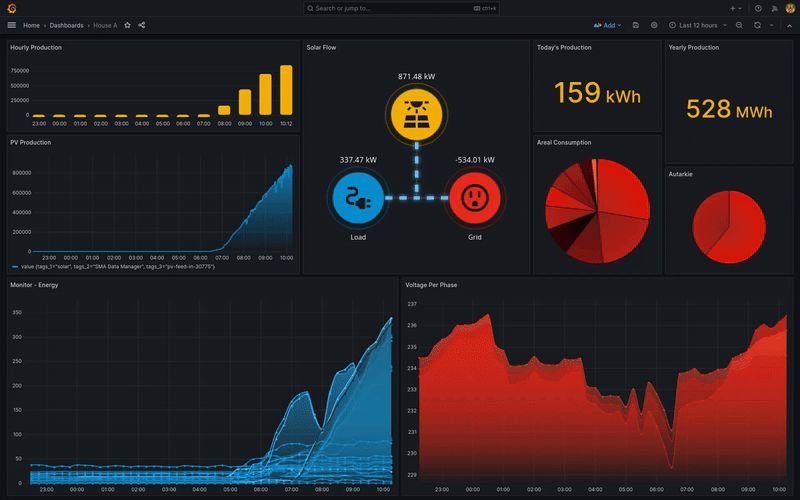 Search or jump to... ctrl+k
Home > Dashboards > House A
Add Last 12 hours
Hourly Production
750000
500000
250000
0
23:00 00:00 01:00 02:00 03:00 04:00 05:00 06:00 07:00 08:00 09:00 10:00 10:12
PV Production
800000
600000
400000
200000
0
23:00 00:00 01:00 02:00 03:00 04:00 05:00 06:00 07:00 08:00 09:00 10:00
value {tags_1="solar", tags_2="SMA Data Manager", tags_3="pv-feed-in-30775"}
Solar Flow
871.48 kW
337.47 kW
-534.01 kW
Load
Grid
Today's Production
159 kWh
Yearly Production
528 MWh
Areal Consumption
Autarkie
Monitor - Energy
350
300
250
200
150
100
50
0
23:00 00:00 01:00 02:00 03:00 04:00 05:00 06:00 07:00 08:00 09:00 10:00
Voltage Per Phase
237
236
235
234
233
232
231
230
229
23:00 00:00 01:00 02:00 03:00 04:00 05:00 06:00 07:00 08:00 09:00 10:00